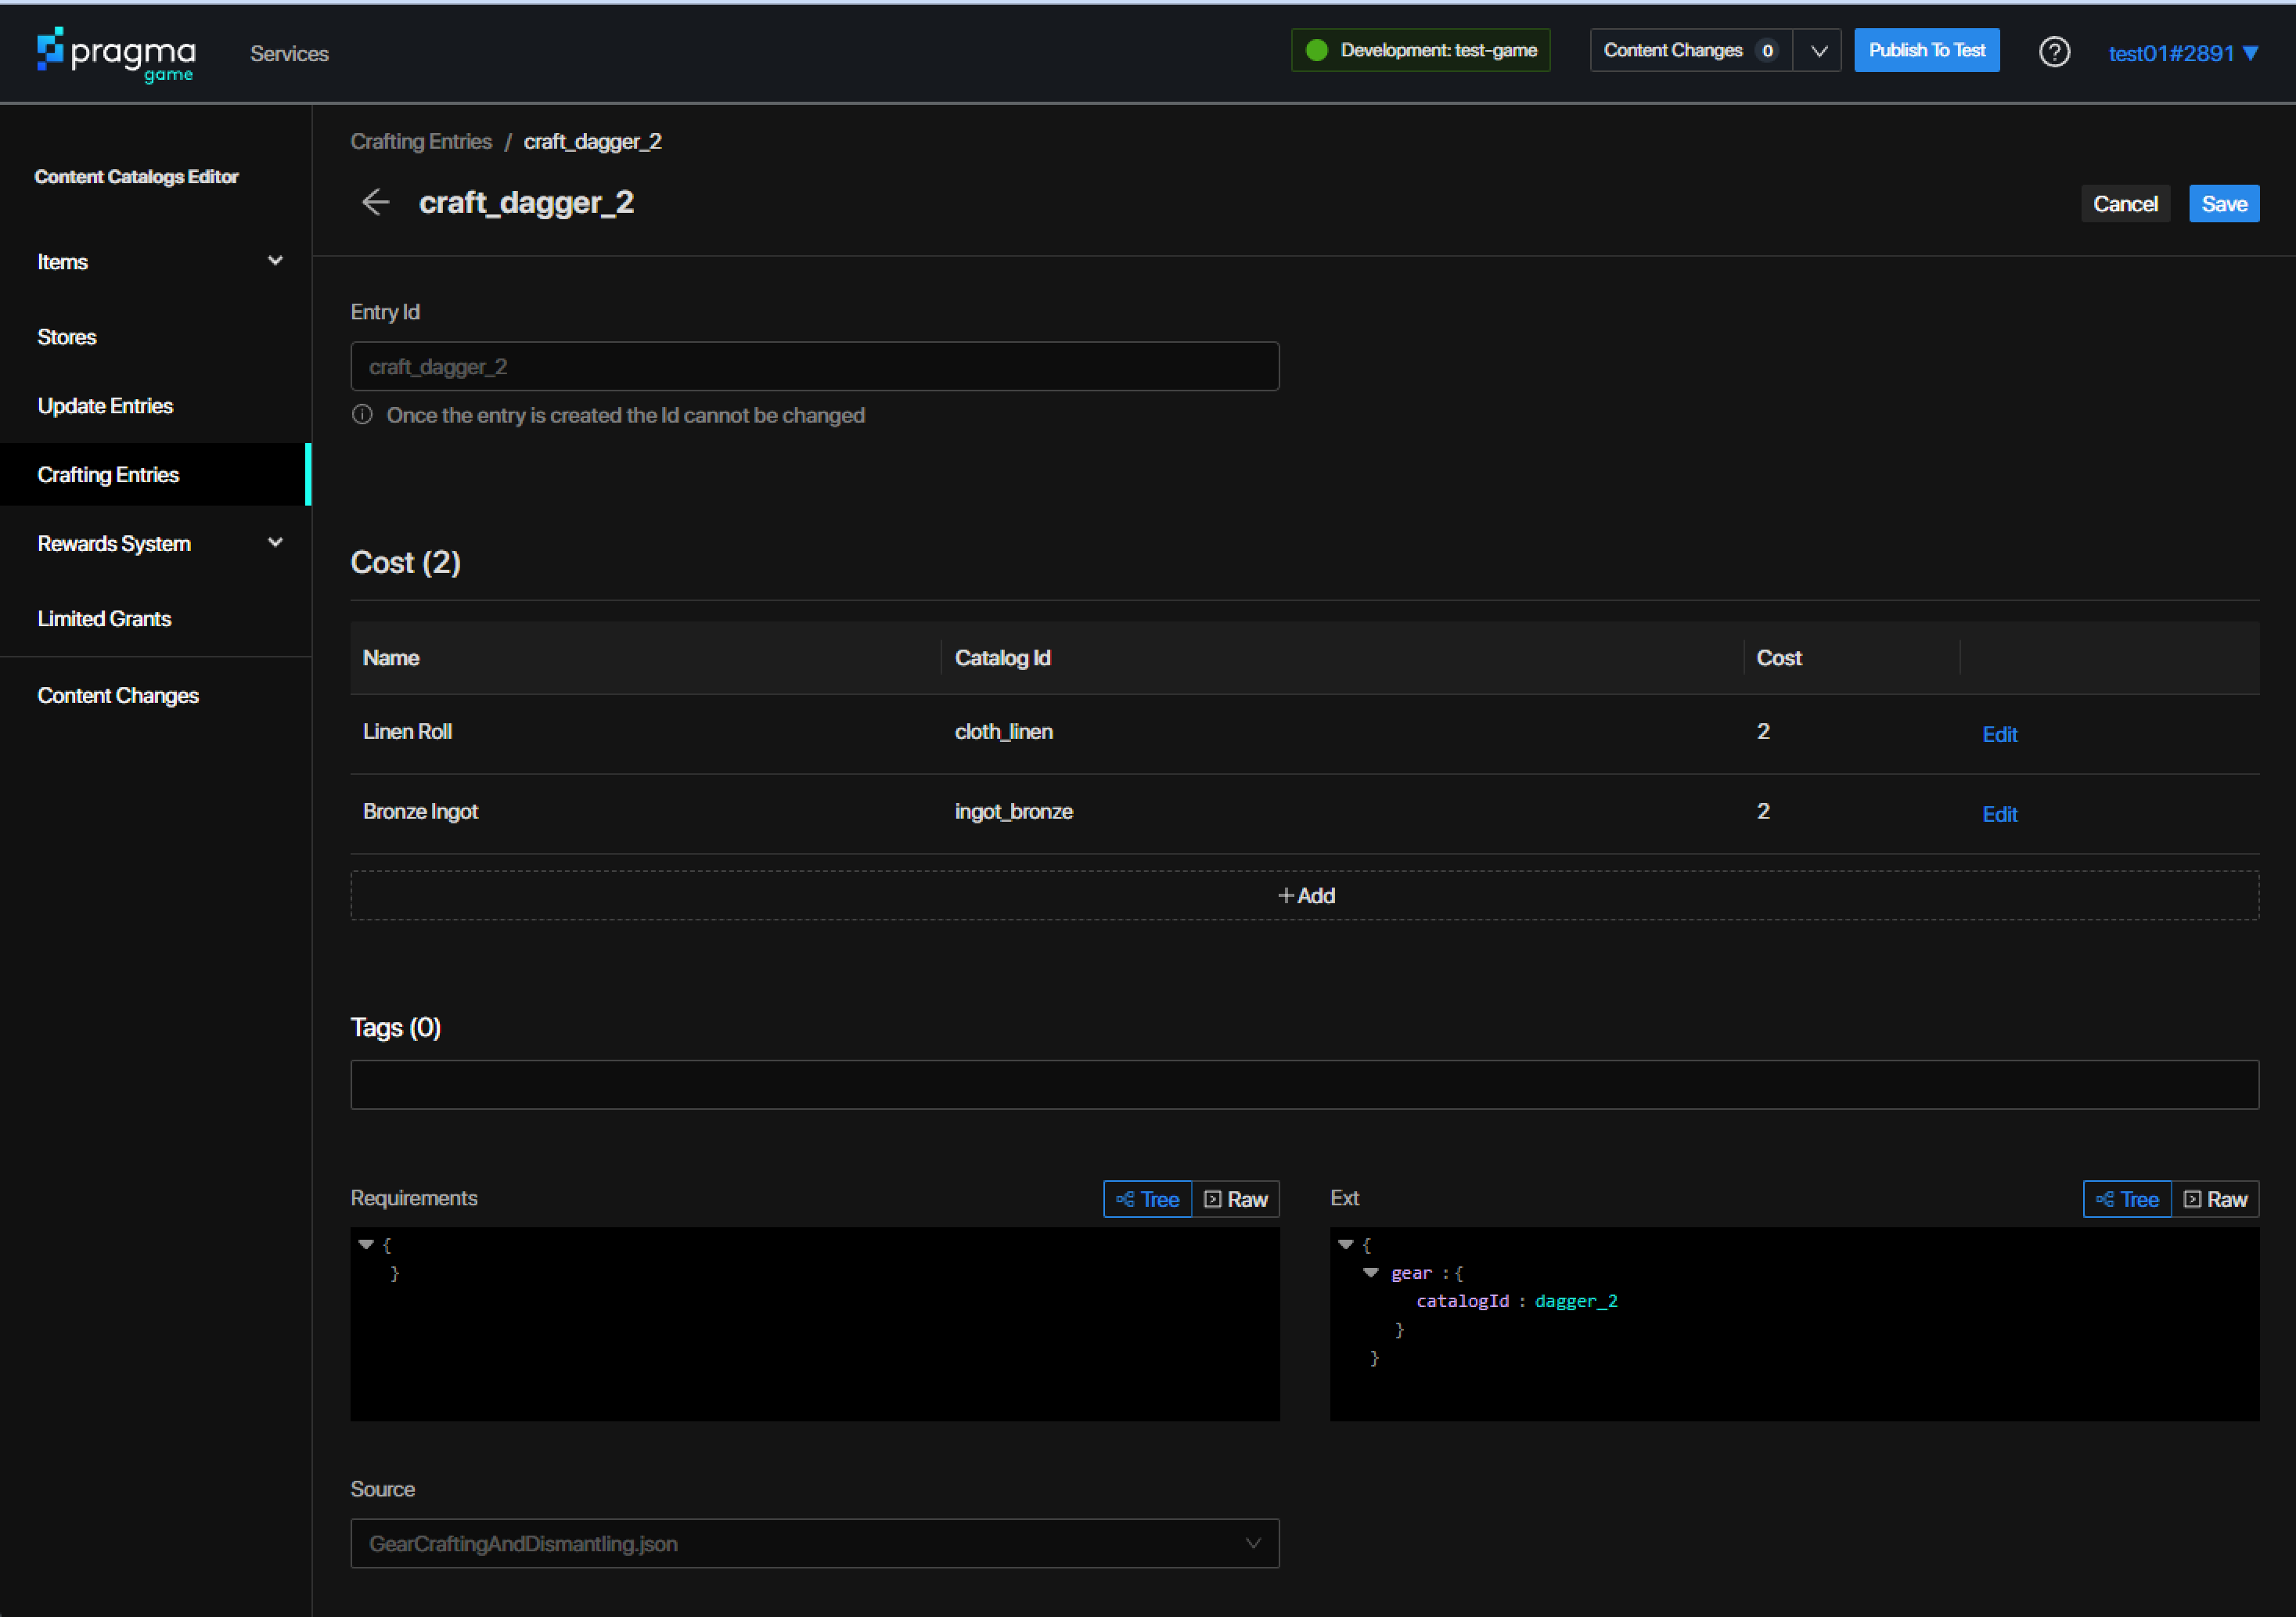 pragma
game
Services
Development: test-game
Content Changes 0
Publish To Test
?
test01#2891
Content Catalogs Editor
Items
Stores
Update Entries
Crafting Entries
Rewards System
Limited Grants
Content Changes
Crafting Entries / craft_dagger_2
craft_dagger_2
Cancel
Save
Entry Id
craft_dagger_2
Once the entry is created the Id cannot be changed
Cost (2)
Name Catalog Id Cost
Linen Roll cloth_linen 2 Edit
Bronze Ingot ingot_bronze 2 Edit
+ Add
Tags (0)
Requirements Tree Raw
{
}
Ext Tree Raw
{
gear : {
catalogId : dagger_2
}
}
Source
GearCraftingAndDismantling.json